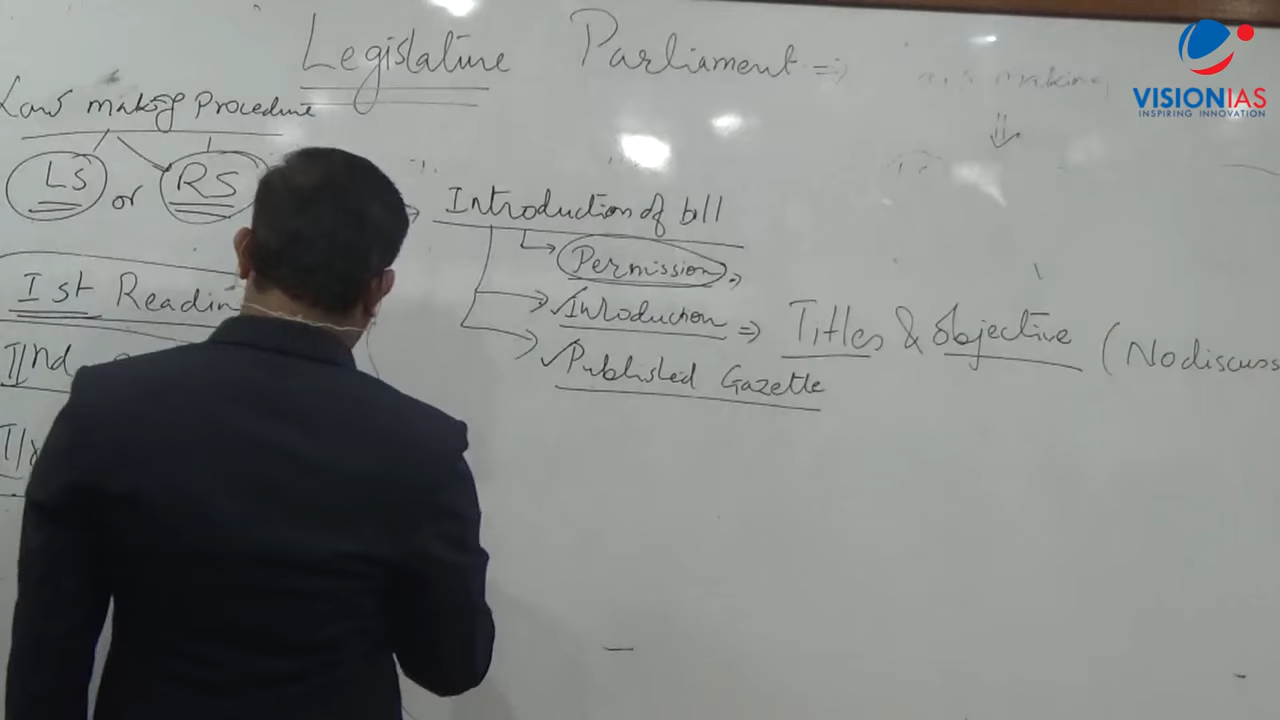 Legislature Parliament ⇒ making
VISIONIAS
INSPIRING INNOVATION
Law making Procedure
LS or RS
Introduction of bill
Permission
Ist Readin
Introduction ⇒ Titles & Objective (No discuss
IInd
Published Gazette